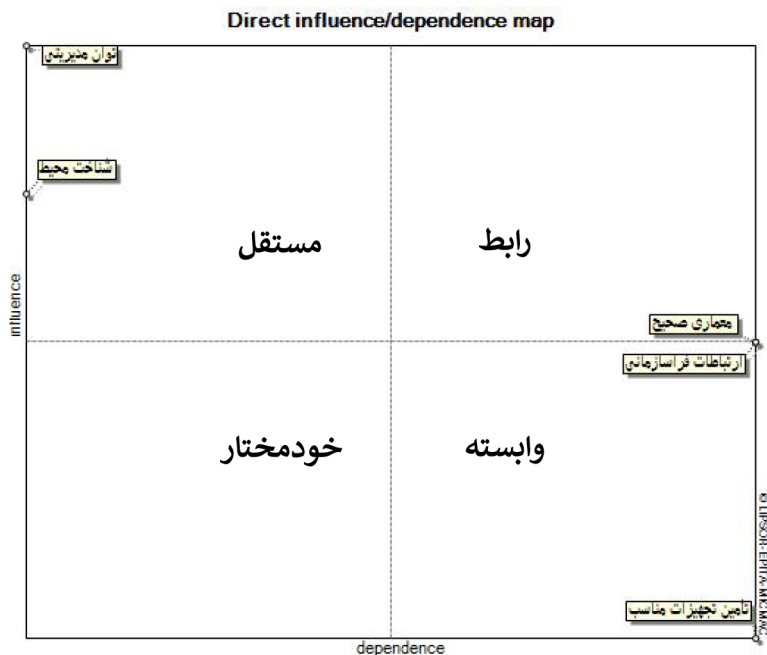 Direct influence/dependence map
توان مدیریتی
شناخت محیط
رابط
مستقل
influence
معماری صحیح
ارتباطات فراسازمانی
وابسته
خودمختار
تأمین تجهیزات مناسب
dependence
© LIPSOR-EPITA-MICMAC